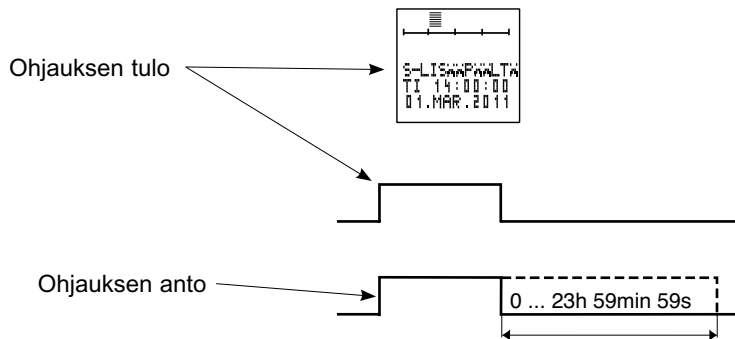 Ohjauksen tulo
S-LISÄÄPÄÄLTÄ
TI 14:00:00
01.MAR.2011
Ohjauksen anto
0 ... 23h 59min 59s